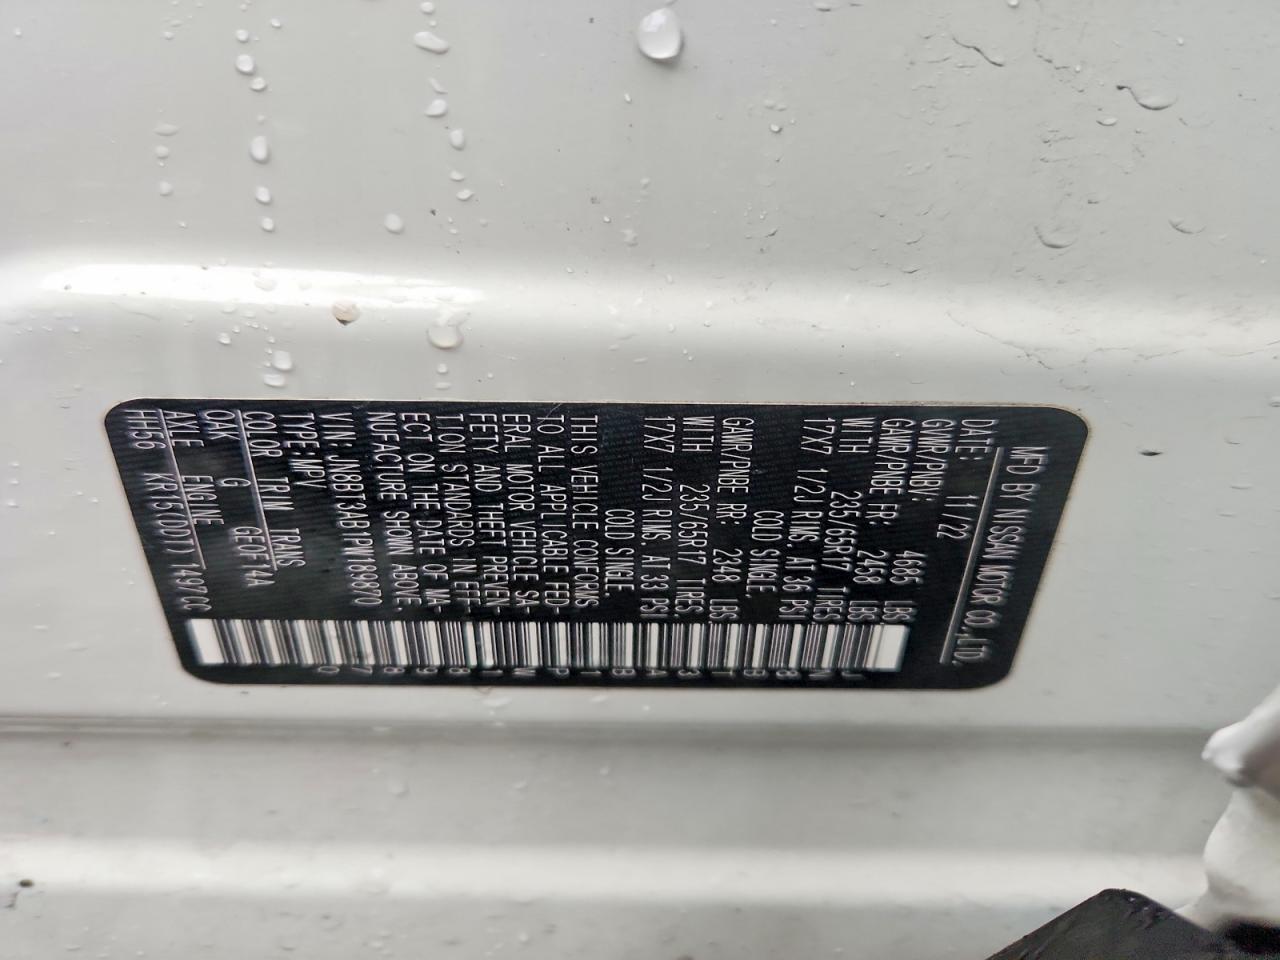 MFD BY NISSAN MOTOR CO.,LTD.
DATE: 11/22
GVWR/PNBV: 4685 LBS
GAWR/PNBE FR: 2458 LBS
WITH 235/65R17 TIRES
17X7 1/2J RIMS, AT 36 PSI
COLD SINGLE.
GAWR/PNBE RR: 2348 LBS
WITH 235/65R17 TIRES.
17X7 1/2J RIMS AT 33 PSI
COLD SINGLE.
THIS VEHICLE CONFORMS
TO ALL APPLICABLE FED-
ERAL MOTOR VEHICLE SA-
FETY AND THEFT PREVEN-
TION STANDARDS IN EFF-
ECT ON THE DATE OF MA-
NUFACTURE SHOWN ABOVE.
VIN JN8BT3AB1PW189870
TYPE: MPV
COLOR TRIM TRANS
QAK G GE0F14A
AXLE ENGINE
HH56 KR15(DDT) 1497CC
JN8BT3AB1PW189870